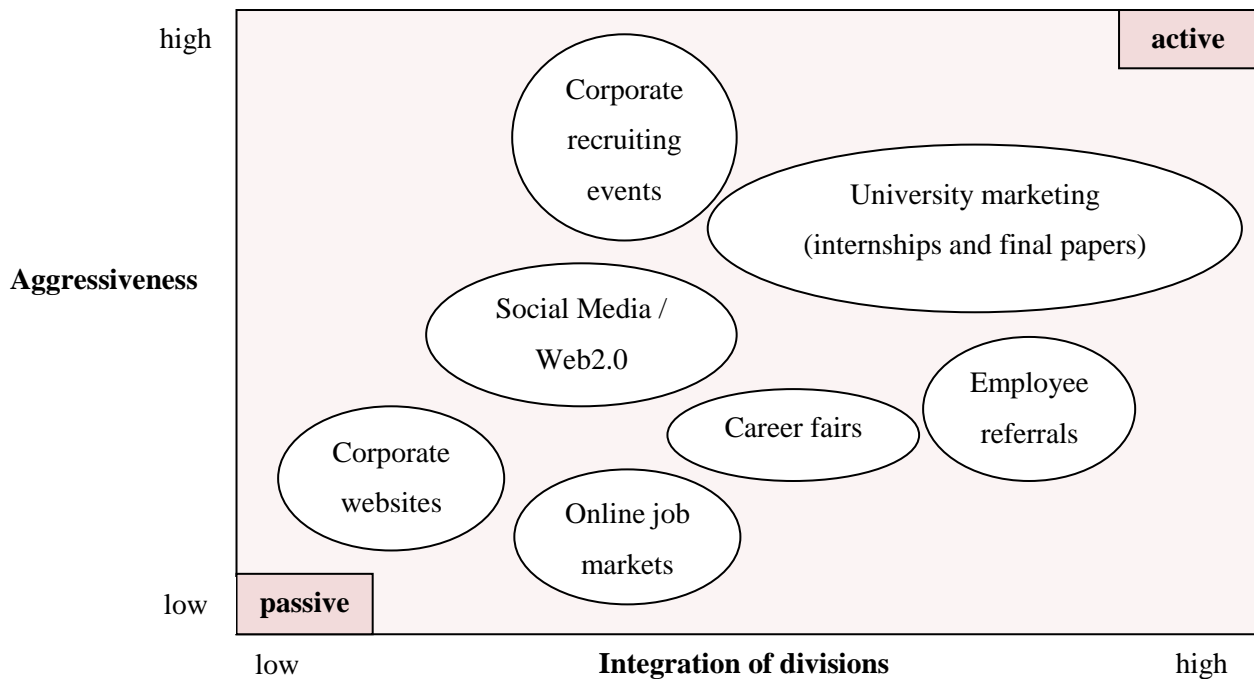 high
active
Corporate
recruiting
events
University marketing
(internships and final papers)
Aggressiveness
Social Media /
Web2.0
Employee
referrals
Career fairs
Corporate
websites
Online job
markets
low
passive
low
Integration of divisions
high